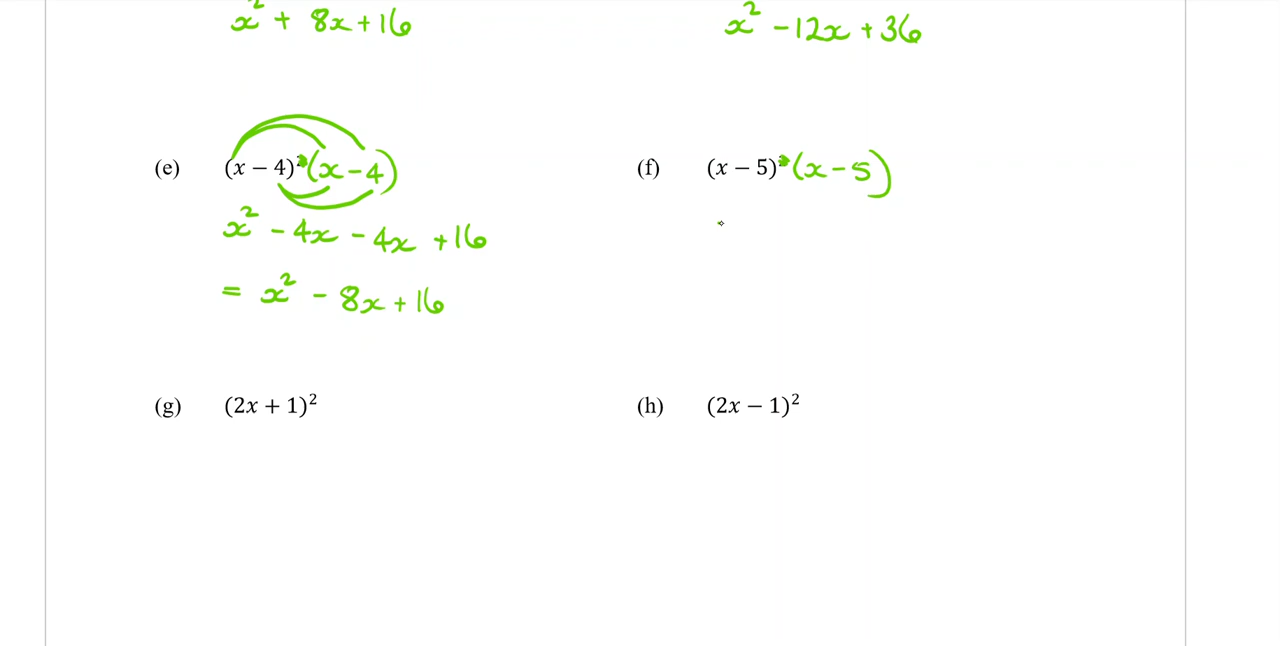 x² + 8x + 16
x² - 12x + 36
(e) (x − 4)² (x - 4)
x² - 4x - 4x + 16
= x² - 8x + 16
(f) (x − 5)² (x - 5)
(g) (2x + 1)²
(h) (2x − 1)²